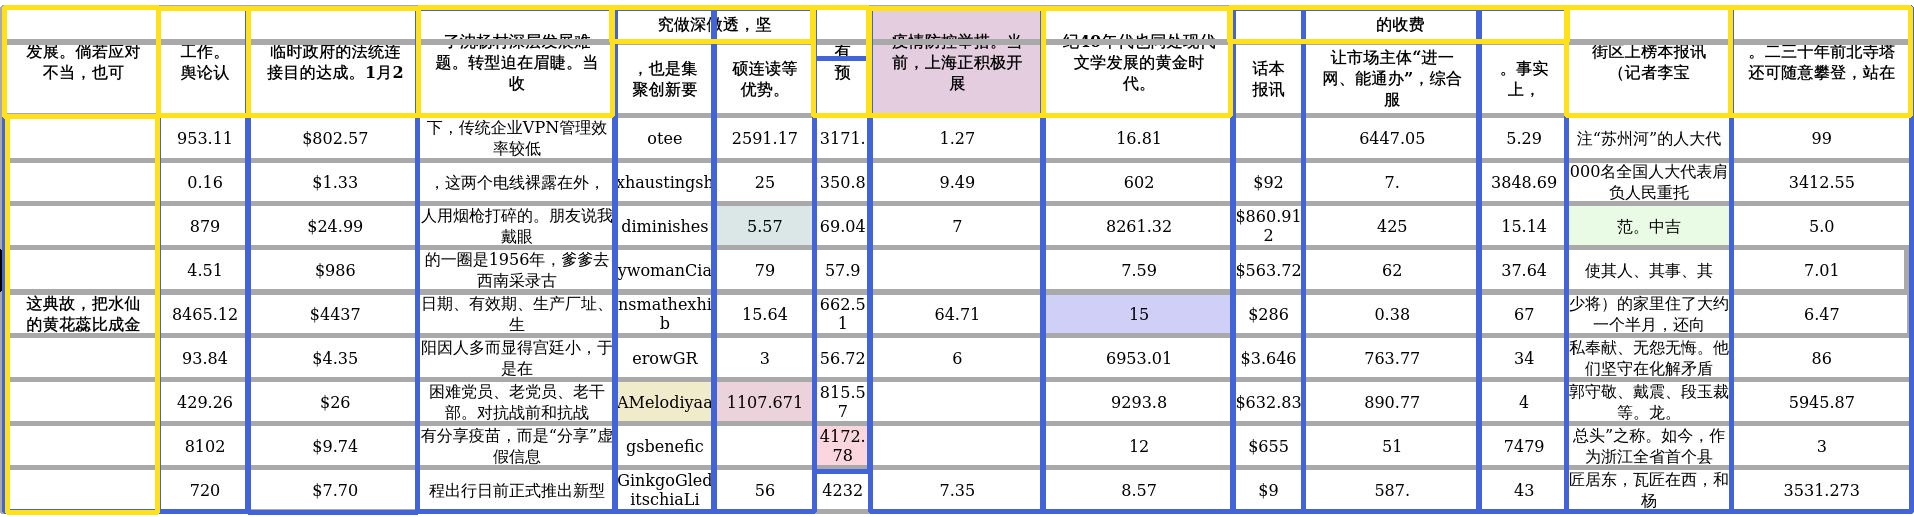 究做深做透，坚
的收费
发展。倘若应对
不当，也可
工作。
舆论认
临时政府的法统连
接目的达成。1月2
了沈杨村深层发展难
题。转型迫在眉睫。当
收
，也是集
聚创新要
硕连读等
优势。
有
预
疫情防控举措。当
前，上海正积极开
展
纪40年代也同处现代
文学发展的黄金时
代。
话本
报讯
让市场主体“进一
网、能通办”，综合
服
。事实
上，
街区上榜本报讯
（记者李宝
。二三十年前北寺塔
还可随意攀登，站在
953.11
$802.57
下，传统企业VPN管理效
率较低
otee
2591.17
3171.
1.27
16.81
6447.05
5.29
注“苏州河”的人大代
99
0.16
$1.33
，这两个电线裸露在外，
xhaustingsh
25
350.8
9.49
602
$92
7.
3848.69
000名全国人大代表肩
负人民重托
3412.55
879
$24.99
人用烟枪打碎的。朋友说我
戴眼
diminishes
5.57
69.04
7
8261.32
$860.91
2
425
15.14
范。中吉
5.0
4.51
$986
的一圈是1956年，爹爹去
西南采录古
ywomanCia
79
57.9
7.59
$563.72
62
37.64
使其人、其事、其
7.01
这典故，把水仙
的黄花蕊比成金
8465.12
$4437
日期、有效期、生产厂址、
生
nsmathexhi
b
15.64
662.5
1
64.71
15
$286
0.38
67
少将）的家里住了大约
一个半月，还向
6.47
93.84
$4.35
阳因人多而显得宫廷小，于
是在
erowGR
3
56.72
6
6953.01
$3.646
763.77
34
私奉献、无怨无悔。他
们坚守在化解矛盾
86
429.26
$26
困难党员、老党员、老干
部。对抗战前和抗战
AMelodiyaa
1107.671
815.5
7
9293.8
$632.83
890.77
4
郭守敬、戴震、段玉裁
等。龙。
5945.87
8102
$9.74
有分享疫苗，而是“分享”虚
假信息
gsbenefic
4172.
78
12
$655
51
7479
总头”之称。如今，作
为浙江全省首个县
3
720
$7.70
程出行日前正式推出新型
GinkgoGled
itschiaLi
56
4232
7.35
8.57
$9
587.
43
匠居东，瓦匠在西，和
杨
3531.273